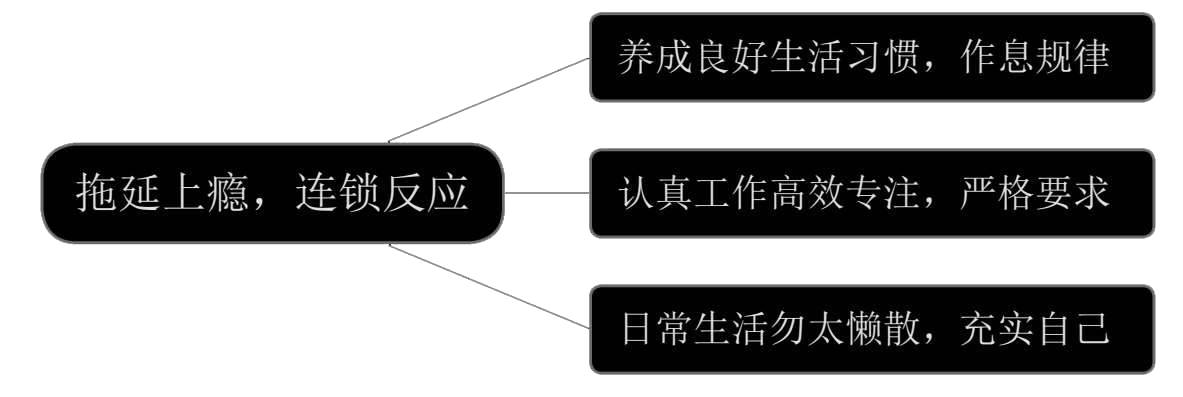 养成良好生活习惯，作息规律
拖延上瘾，连锁反应
认真工作高效专注，严格要求
日常生活勿太懒散，充实自己